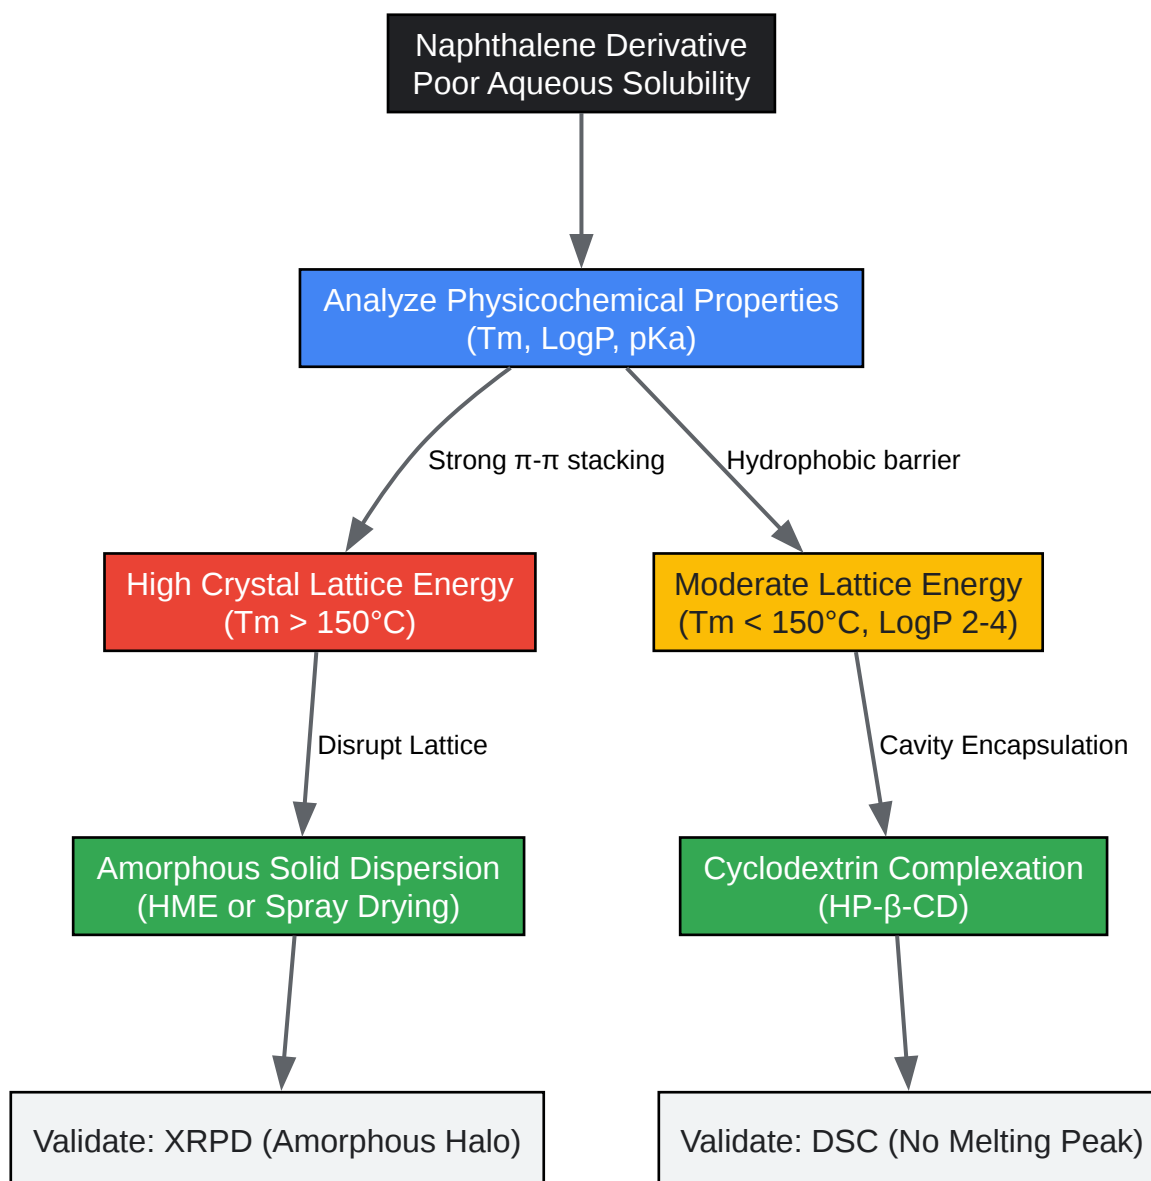 Naphthalene Derivative
Poor Aqueous Solubility
Analyze Physicochemical Properties
(Tm, LogP, pKa)
Strong π-π stacking
Hydrophobic barrier
High Crystal Lattice Energy
(Tm > 150°C)
Moderate Lattice Energy
(Tm < 150°C, LogP 2-4)
Disrupt Lattice
Cavity Encapsulation
Amorphous Solid Dispersion
(HME or Spray Drying)
Cyclodextrin Complexation
(HP-β-CD)
Validate: XRPD (Amorphous Halo)
Validate: DSC (No Melting Peak)